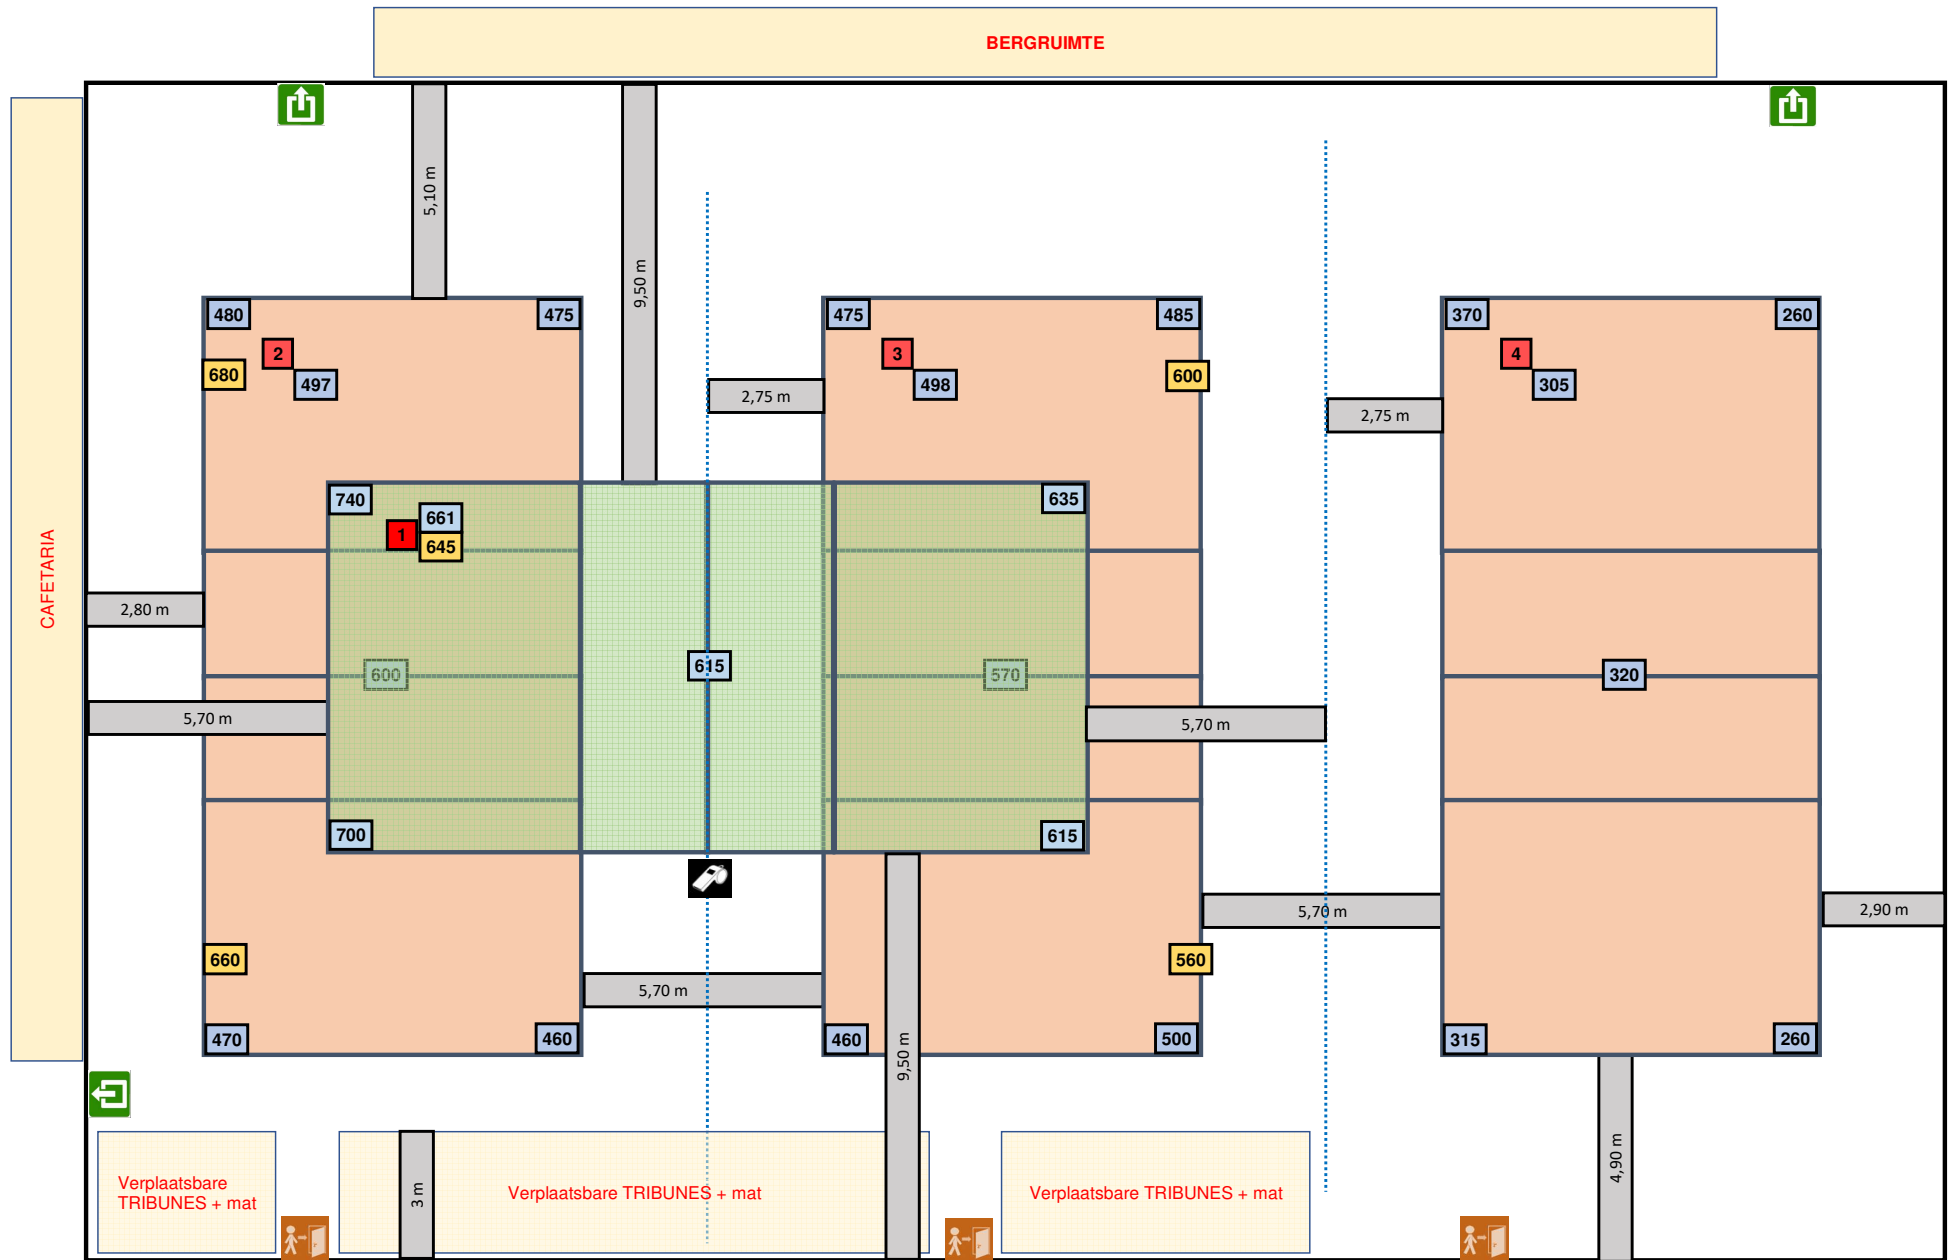 BERGRUIMTE
CAFETARIA
5,10 m
9,50 m
480
475
475
485
370
260
2
3
4
680
497
498
600
305
2,75 m
2,75 m
740
661
635
1
645
2,80 m
615
600
570
320
5,70 m
5,70 m
700
615
5,70 m
2,90 m
660
560
5,70 m
470
460
460
500
315
260
9,50 m
4,90 m
3 m
Verplaatsbare
TRIBUNES + mat
Verplaatsbare TRIBUNES + mat
Verplaatsbare TRIBUNES + mat